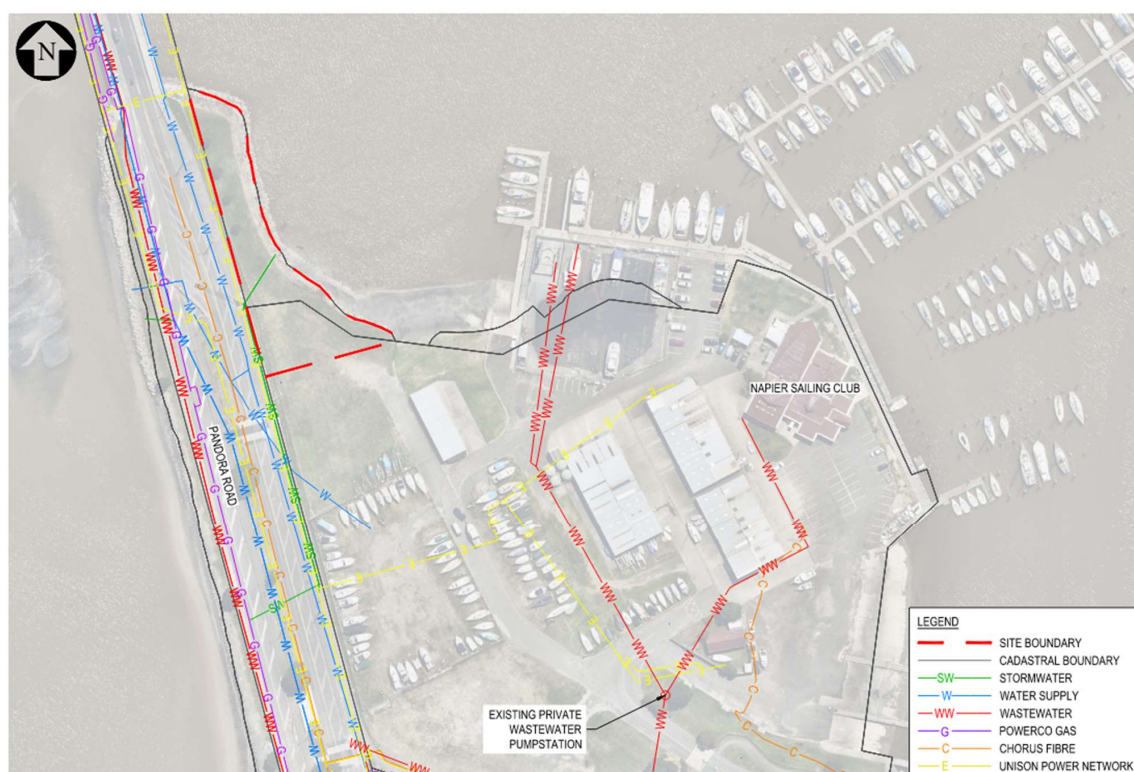 N
PANDORA ROAD
NAPIER SAILING CLUB
EXISTING PRIVATE
WASTEWATER
PUMPSTATION
LEGEND
SITE BOUNDARY
CADASTRAL BOUNDARY
SW STORMWATER
W WATER SUPPLY
WW WASTEWATER
G POWERCO GAS
C CHORUS FIBRE
E UNISON POWER NETWORK